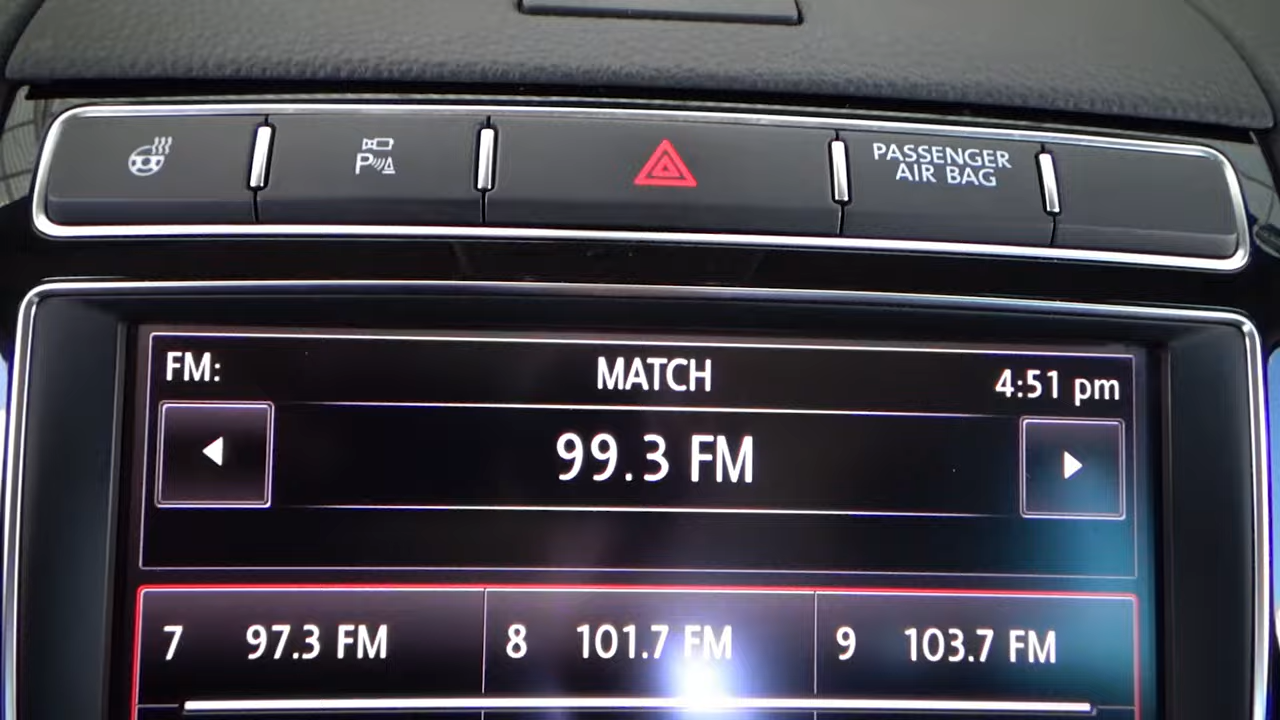 P
PASSENGER
AIR BAG
FM:
MATCH
4:51 pm
99.3 FM
7 97.3 FM
8 101.7 FM
9 103.7 FM